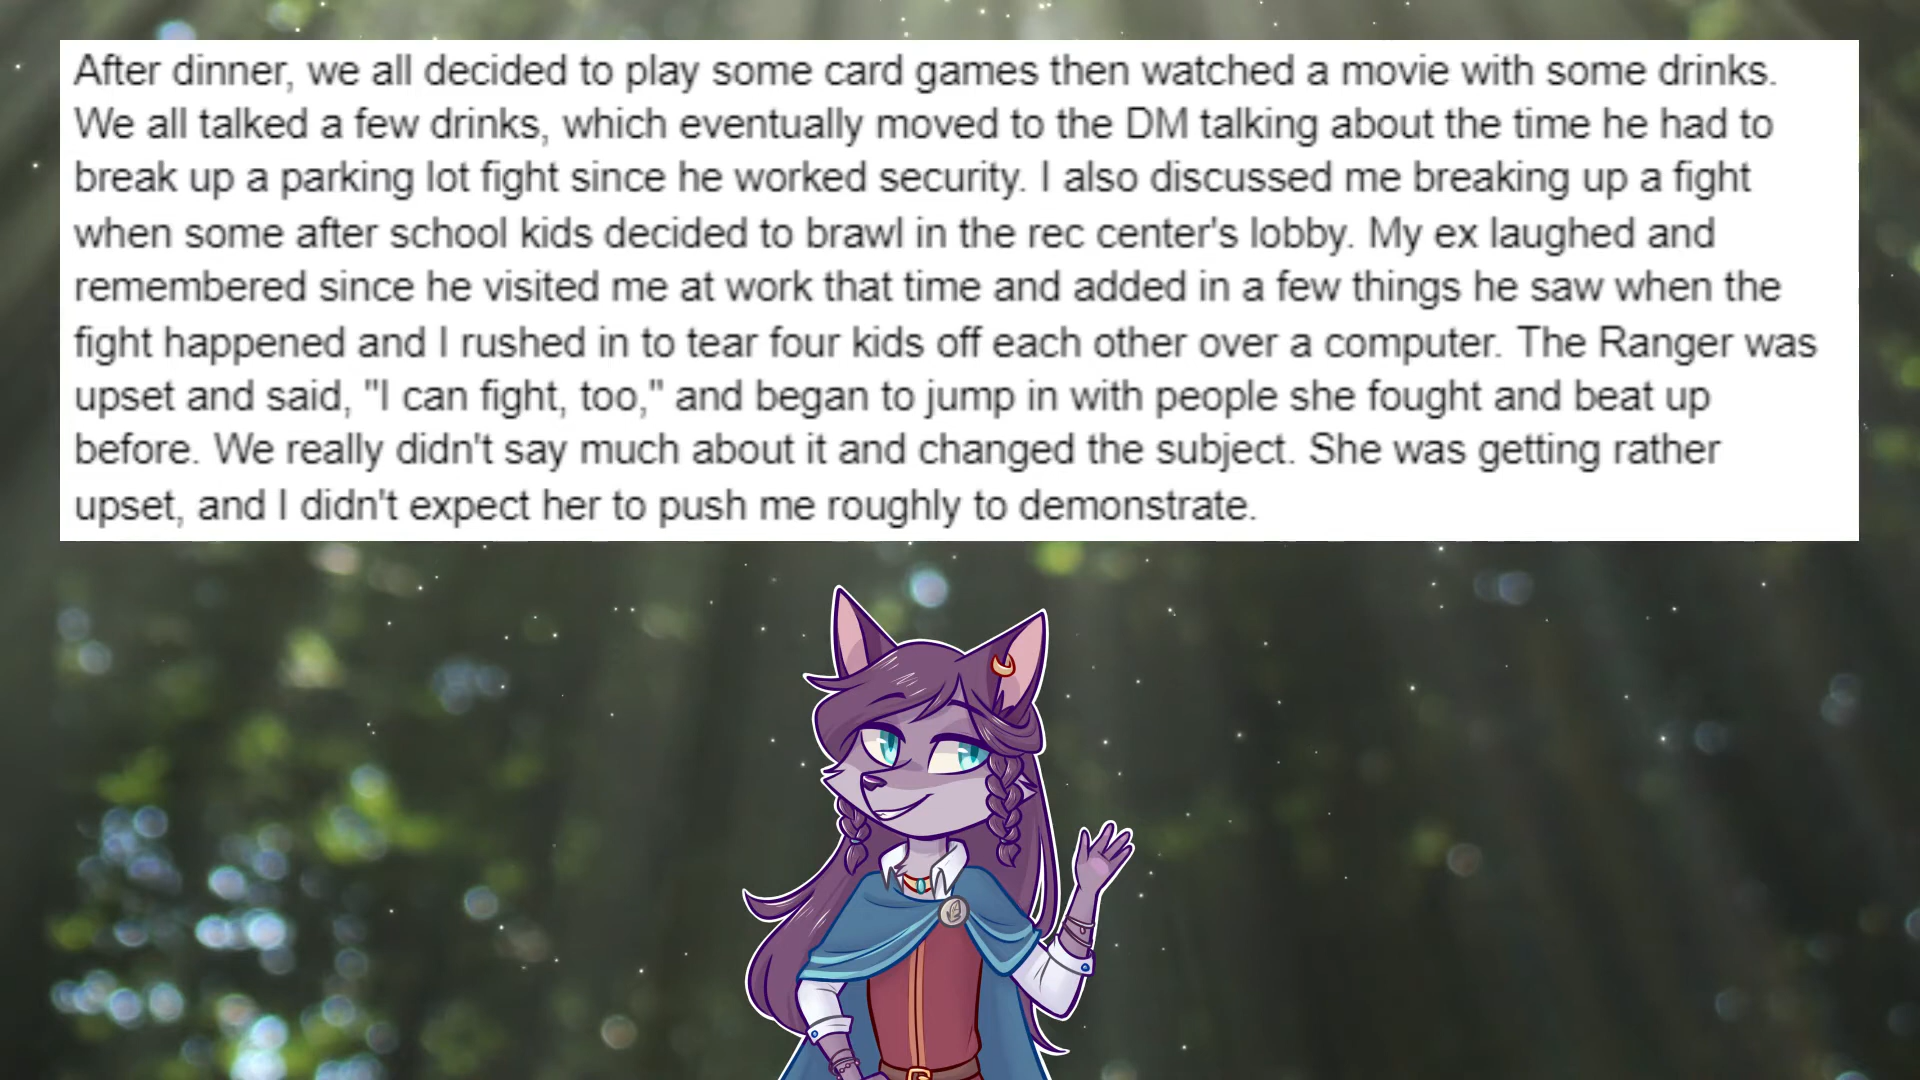 After dinner, we all decided to play some card games then watched a movie with some drinks.
We all talked a few drinks, which eventually moved to the DM talking about the time he had to
break up a parking lot fight since he worked security. I also discussed me breaking up a fight
when some after school kids decided to brawl in the rec center's lobby. My ex laughed and
remembered since he visited me at work that time and added in a few things he saw when the
fight happened and I rushed in to tear four kids off each other over a computer. The Ranger was
upset and said, "I can fight, too," and began to jump in with people she fought and beat up
before. We really didn't say much about it and changed the subject. She was getting rather
upset, and I didn't expect her to push me roughly to demonstrate.